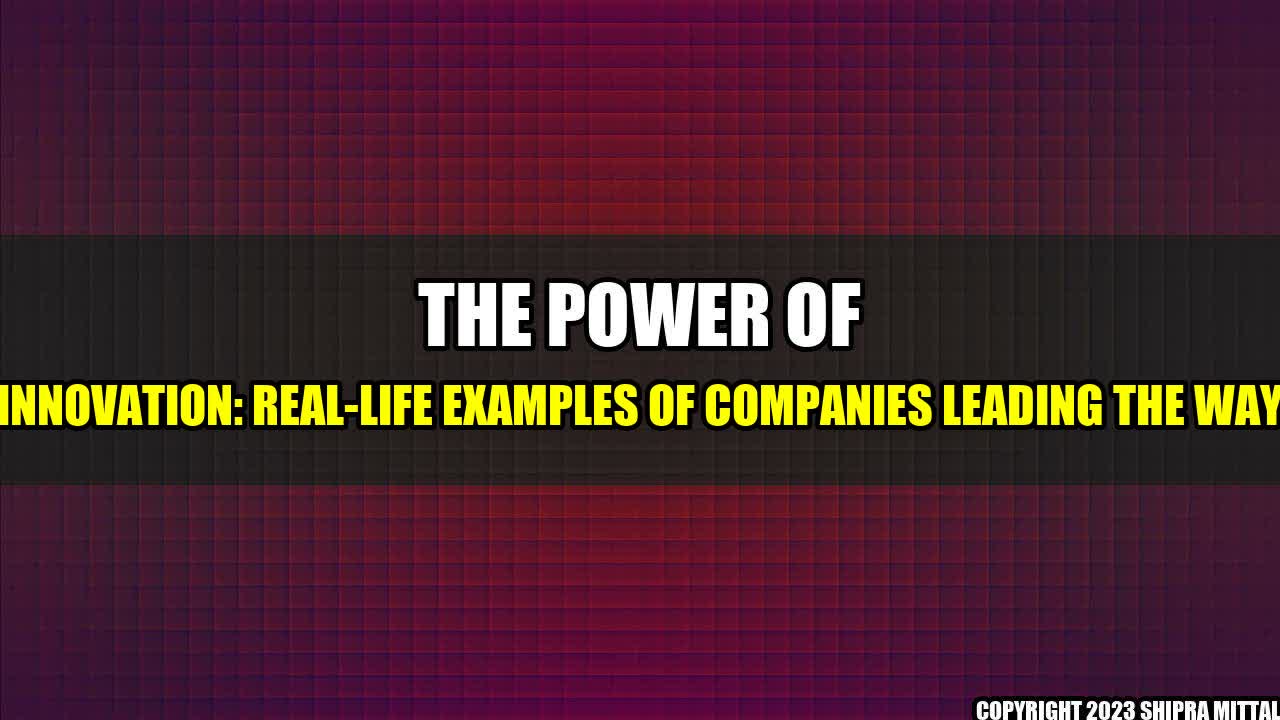 THE POWER OF
INNOVATION: REAL-LIFE EXAMPLES OF COMPANIES LEADING THE WAY
COPYRIGHT 2023 SHIPRA MITTAL